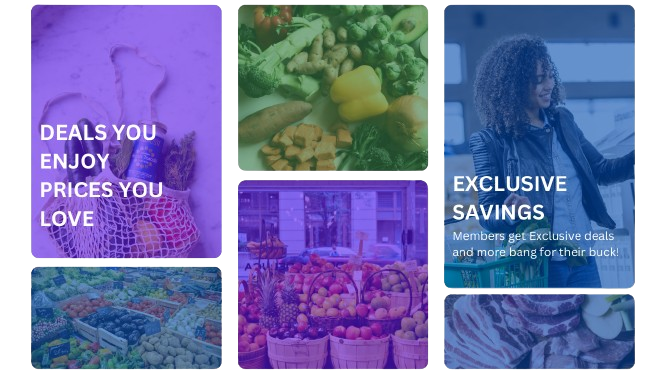 DEALS YOU
ENJOY
PRICES YOU
LOVE
EXCLUSIVE
SAVINGS
Members get Exclusive deals
and more bang for their buck!